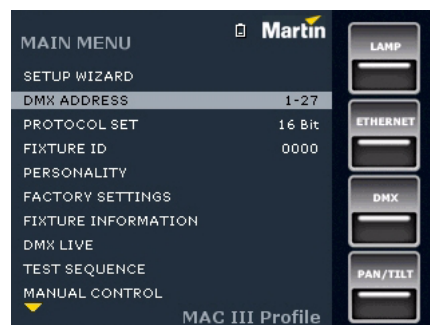 Martin
MAIN MENU
SETUP WIZARD
DMX ADDRESS 1-27
PROTOCOL SET 16 Bit
FIXTURE ID 0000
PERSONALITY
FACTORY SETTINGS
FIXTURE INFORMATION
DMX LIVE
TEST SEQUENCE
MANUAL CONTROL
MAC III Profile
LAMP
ETHERNET
DMX
PAN/TILT